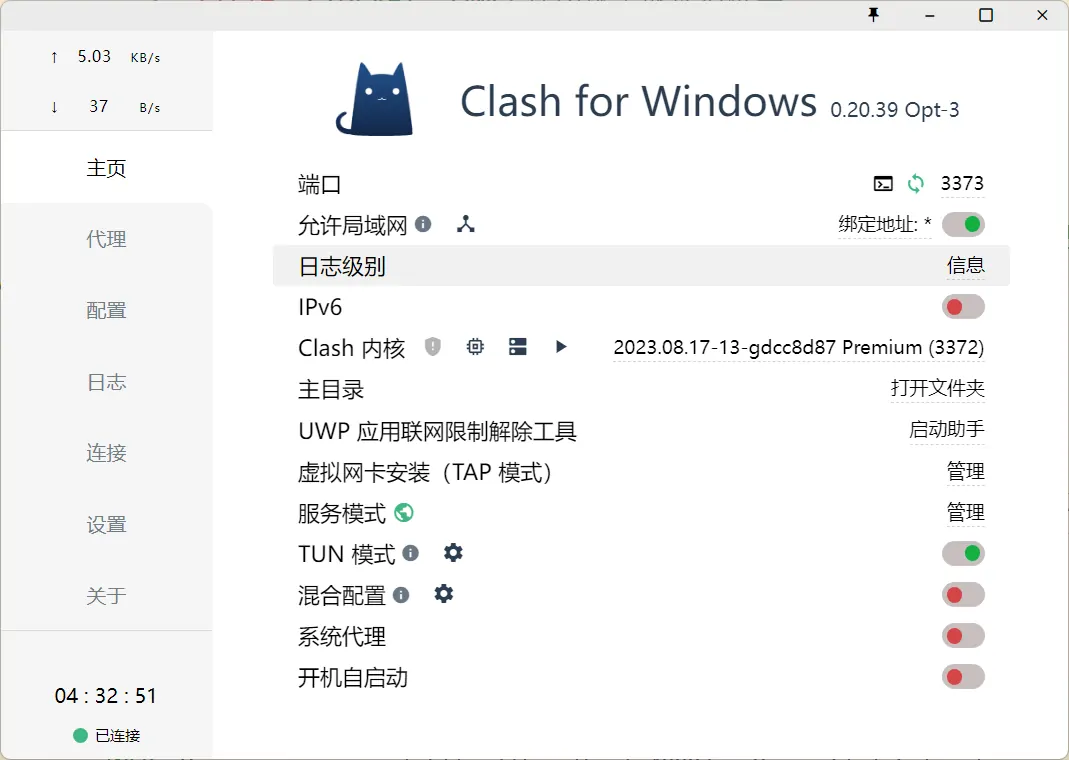 ↑ 5.03 KB/s
↓ 37 B/s
主页
代理
配置
日志
连接
设置
关于
04 : 32 : 51
已连接
Clash for Windows 0.20.39 Opt-3
端口 3373
允许局域网 绑定地址: *
日志级别 信息
IPv6
Clash 内核 2023.08.17-13-gdcc8d87 Premium (3372)
主目录 打开文件夹
UWP 应用联网限制解除工具 启动助手
虚拟网卡安装（TAP 模式） 管理
服务模式 管理
TUN 模式
混合配置
系统代理
开机自启动